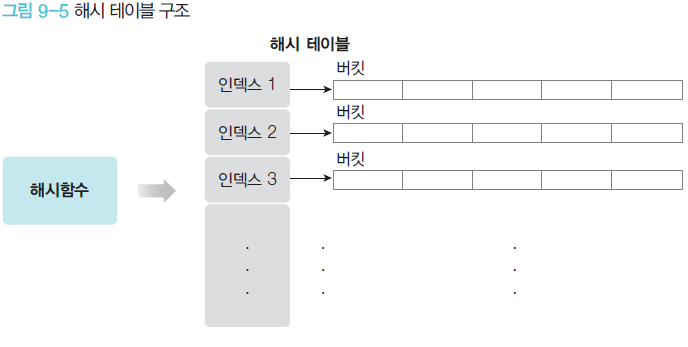 그림 9-5 해시 테이블 구조
해시 테이블
인덱스 1
버킷
인덱스 2
버킷
인덱스 3
버킷
해시함수